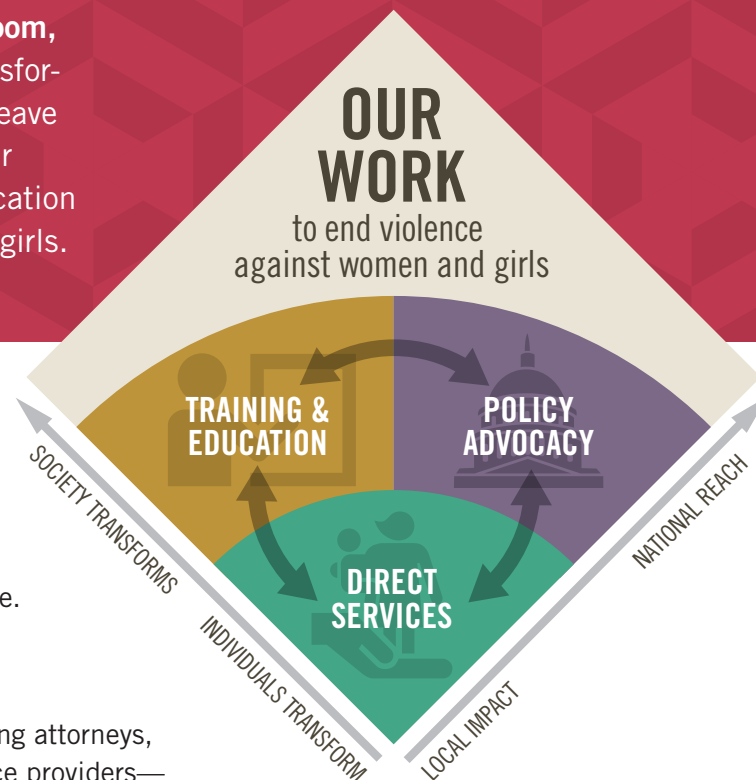 oom,
sfor-
eave
r
cation
girls.
OUR
WORK
to end violence
against women and girls
TRAINING &
EDUCATION
POLICY
ADVOCACY
DIRECT
SERVICES
SOCIETY TRANSFORMS
INDIVIDUALS TRANSFORM
LOCAL IMPACT
NATIONAL REACH
e.
ng attorneys,
ce providers—